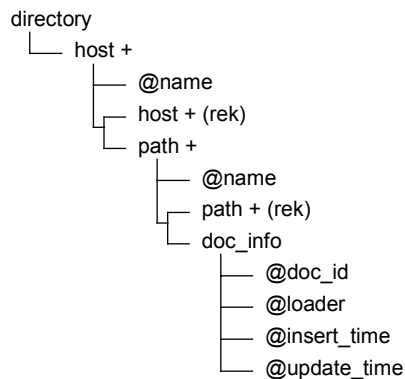 directory
host +
@name
host + (rek)
path +
@name
path + (rek)
doc_info
@doc_id
@loader
@insert_time
@update_time